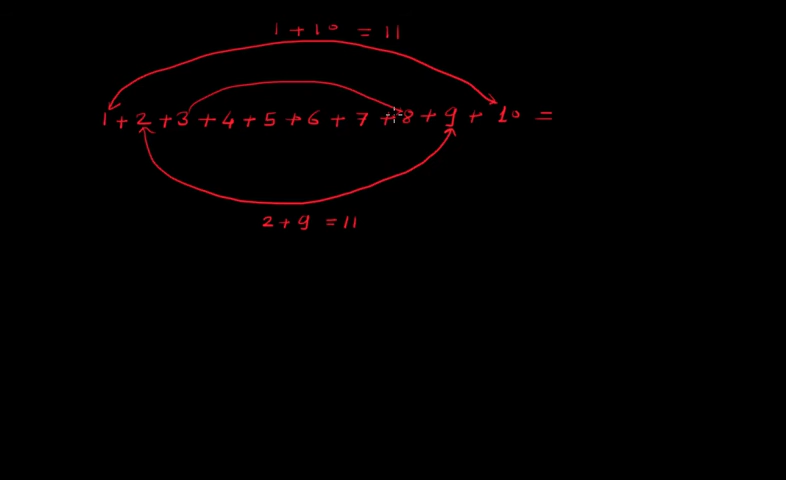 1 + 10 = 11
1 + 2 + 3 + 4 + 5 + 6 + 7 + 8 + 9 + 10 =
2 + 9 = 11